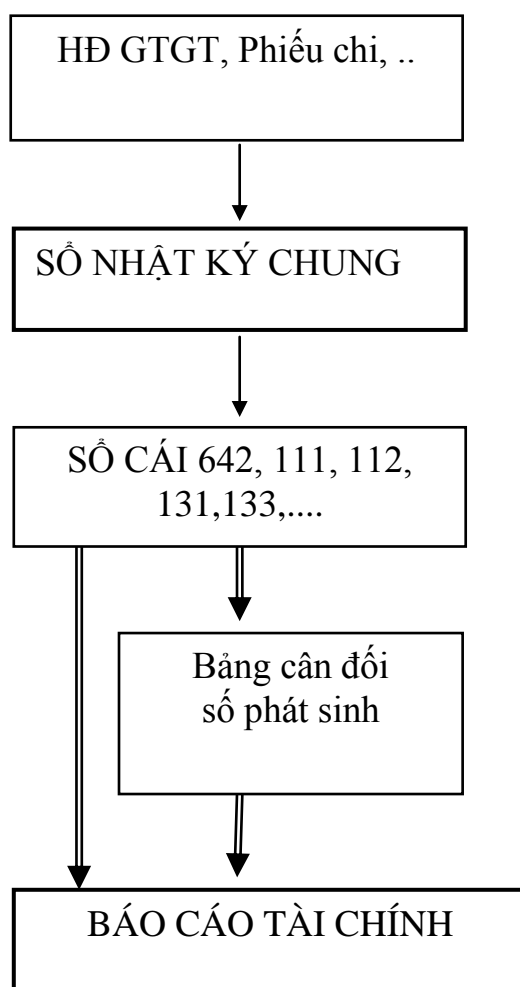 HĐ GTGT, Phiếu chi, ..
SỔ NHẬT KÝ CHUNG
SỔ CÁI 642, 111, 112,
131,133,....
Bảng cân đối
số phát sinh
BÁO CÁO TÀI CHÍNH